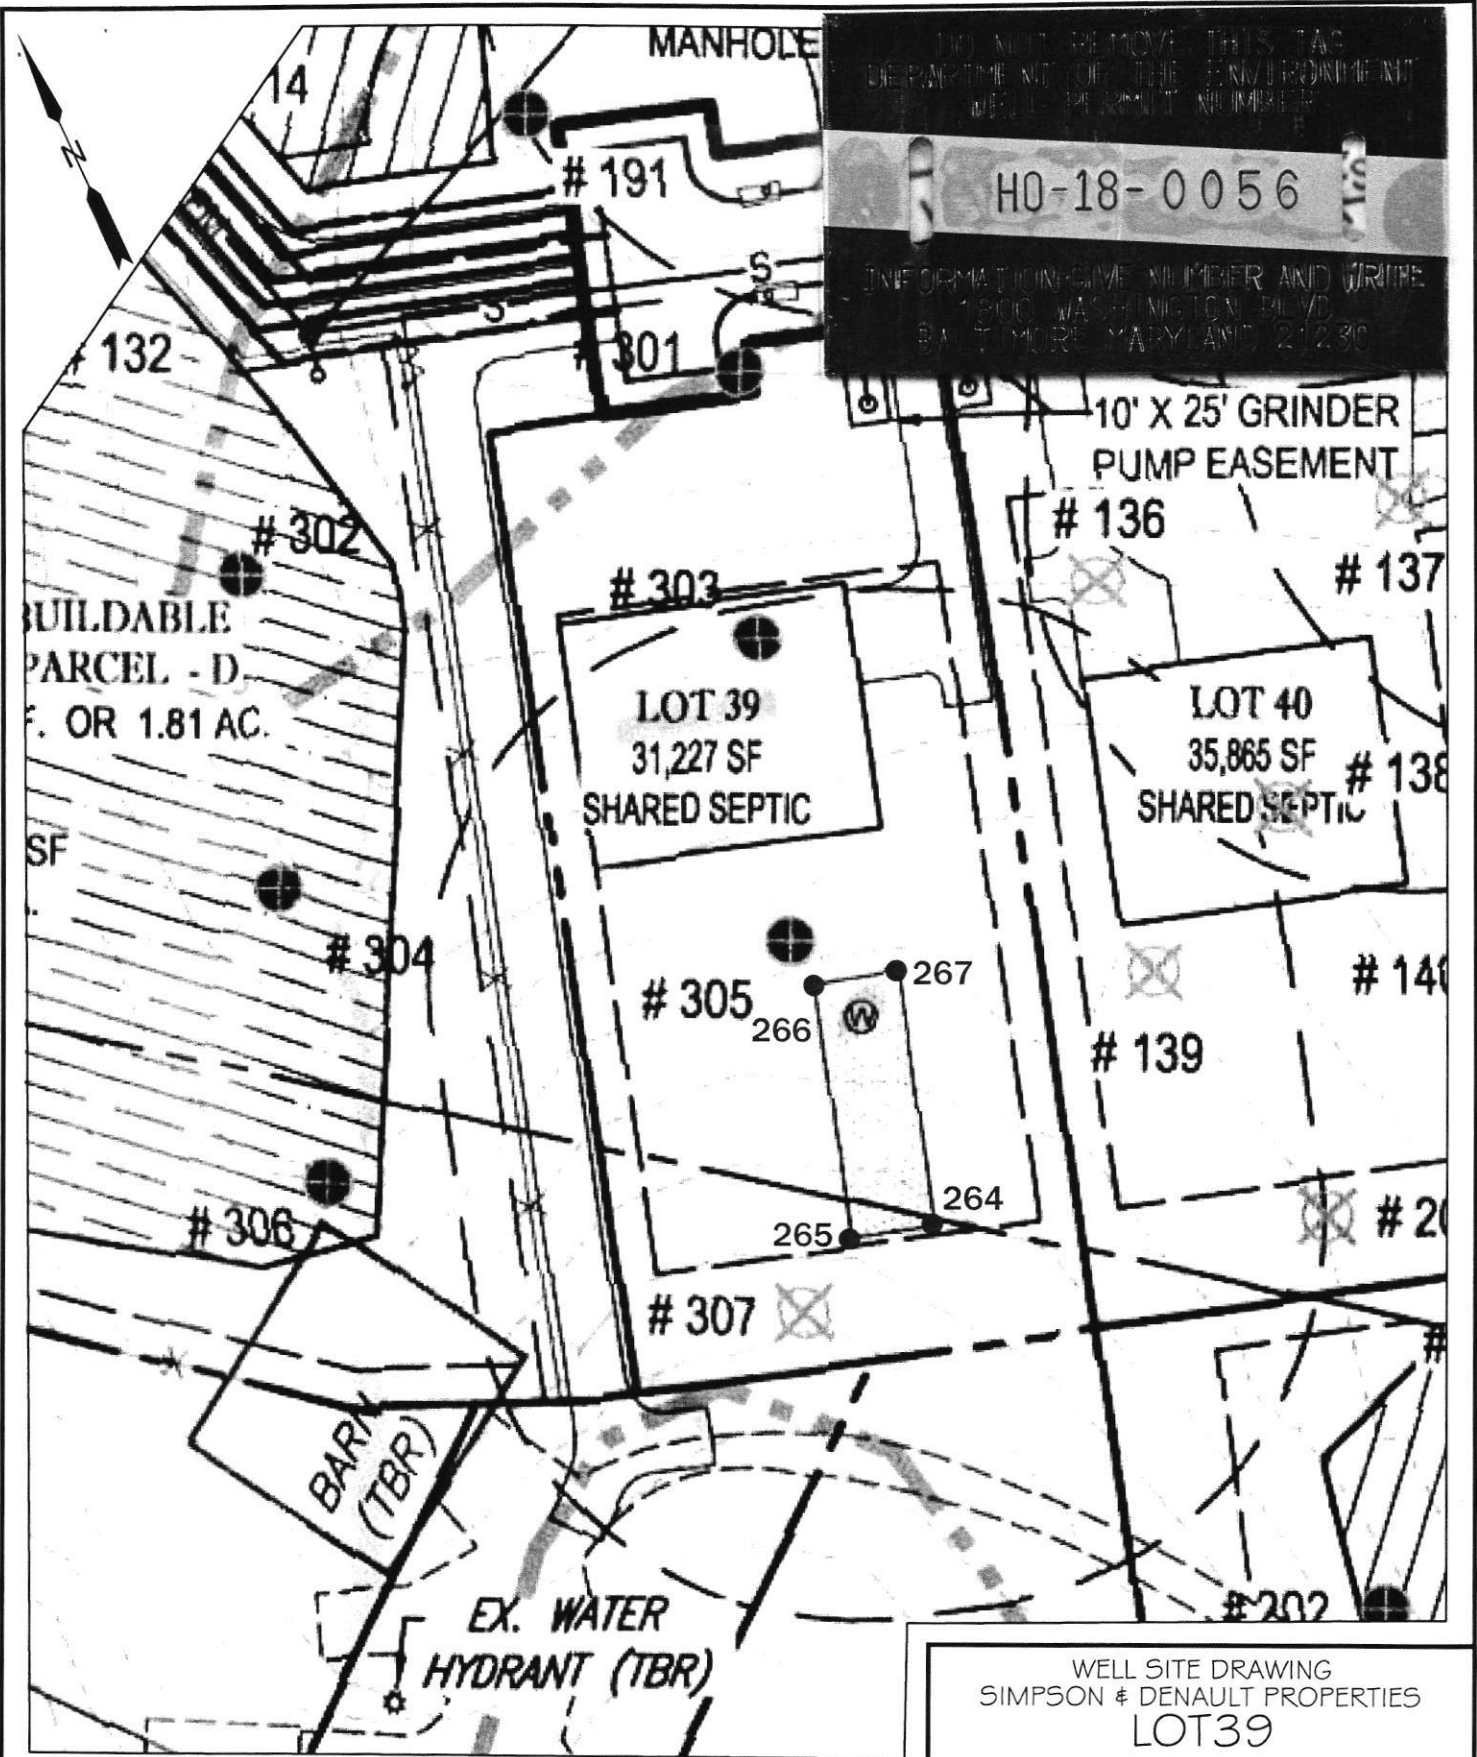 MANHOLE
DO NOT REMOVE THIS TAG
DEPARTMENT OF THE ENVIRONMENT
WELL PERMIT NUMBER
HO-18-0056
INFORMATION-GIVE NUMBER AND WRITE
1800 WASHINGTON BLVD
BALTIMORE MARYLAND 21230
14
N
# 191
S
S
# 132
# 301
10' X 25' GRINDER
PUMP EASEMENT
# 136
# 137
# 302
# 303
BUILDABLE
PARCEL - D
F. OR 1.81 AC.
SF
LOT 39
31,227 SF
SHARED SEPTIC
LOT 40
35,865 SF
SHARED SEPTIC
# 138
# 304
# 305
266
267
W
# 140
# 139
# 306
265
264
# 20
# 307
#
BARN
(TBR)
EX. WATER
HYDRANT (TBR)
# 202
WELL SITE DRAWING
SIMPSON & DENAULT PROPERTIES
LOT39